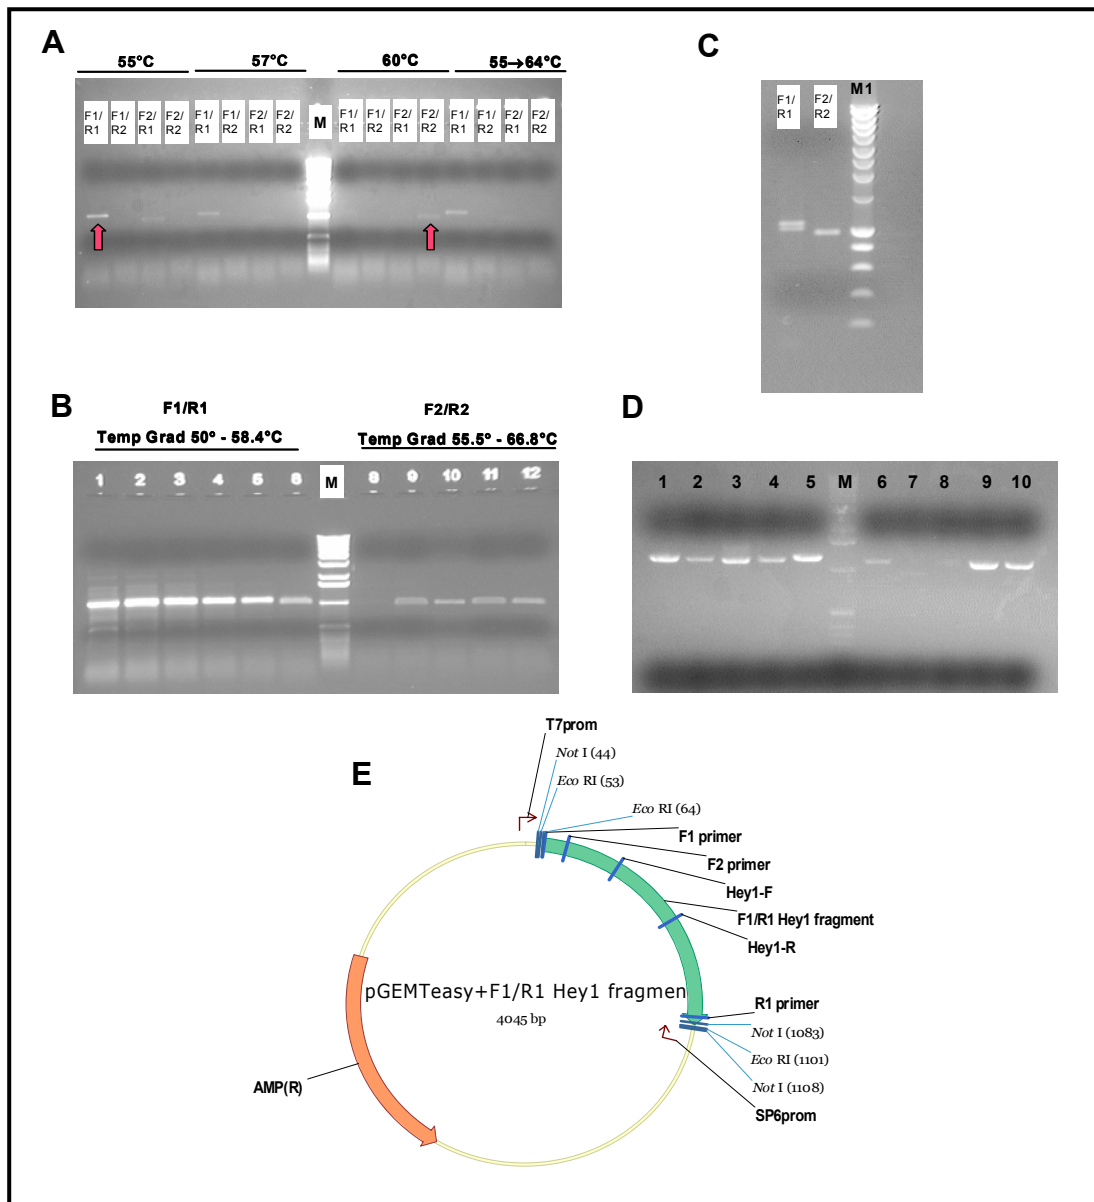 A
55°C 57°C 60°C 55→64°C
F1/ R1 F1/ R2 F2/ R1 F2/ R2 F1/ R1 F1/ R2 F2/ R1 F2/ R2 M F1/ R1 F1/ R2 F2/ R1 F2/ R2 F1/ R1 F1/ R2 F2/ R1 F2/ R2
C
F1/ R1 F2/ R2 M1
B
F1/R1 F2/R2
Temp Grad 50° - 58.4°C Temp Grad 55.5° - 66.8°C
1 2 3 4 5 6 M 8 9 10 11 12
D
1 2 3 4 5 M 6 7 8 9 10
E
T7prom
Not I (44)
Eco RI (53)
Eco RI (64)
F1 primer
F2 primer
Hey1-F
F1/R1 Hey1 fragment
Hey1-R
pGEMTeasy+F1/R1 Hey1 fragmen
4045 bp
R1 primer
Not I (1083)
Eco RI (1101)
Not I (1108)
SP6prom
AMP(R)